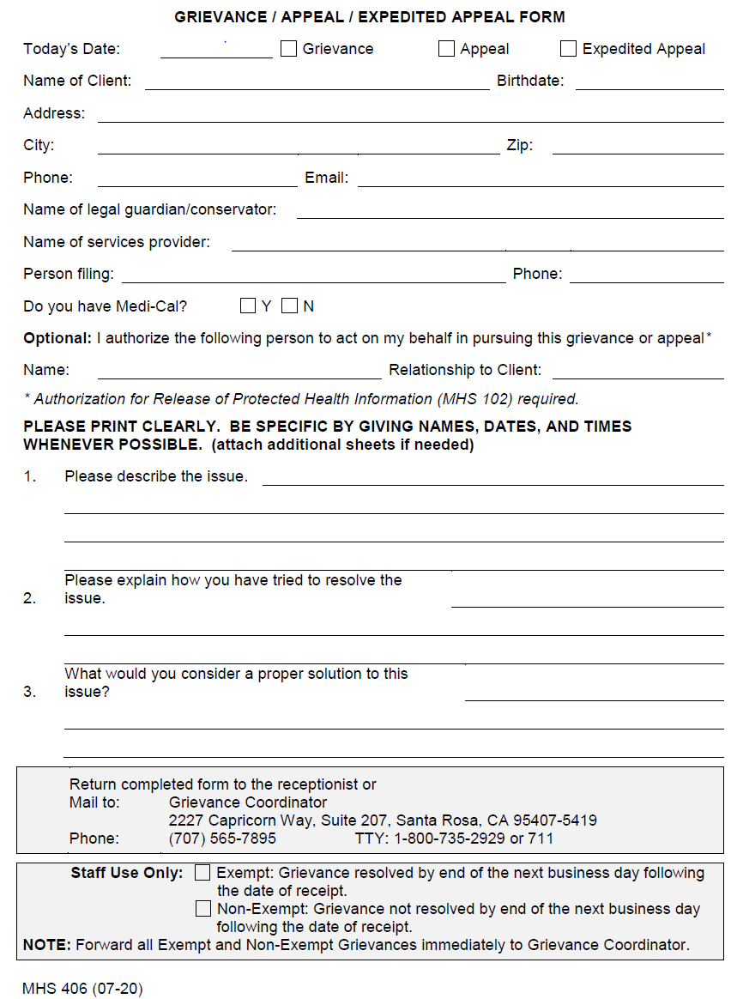 GRIEVANCE / APPEAL / EXPEDITED APPEAL FORM
Today's Date: Grievance Appeal Expedited Appeal
Name of Client: Birthdate:
Address:
City: Zip:
Phone: Email:
Name of legal guardian/conservator:
Name of services provider:
Person filing: Phone:
Do you have Medi-Cal? Y N
Optional: I authorize the following person to act on my behalf in pursuing this grievance or appeal*
Name: Relationship to Client:
* Authorization for Release of Protected Health Information (MHS 102) required.
PLEASE PRINT CLEARLY. BE SPECIFIC BY GIVING NAMES, DATES, AND TIMES
WHENEVER POSSIBLE. (attach additional sheets if needed)
1. Please describe the issue.
Please explain how you have tried to resolve the
2. issue.
What would you consider a proper solution to this
3. issue?
Return completed form to the receptionist or
Mail to: Grievance Coordinator
2227 Capricorn Way, Suite 207, Santa Rosa, CA 95407-5419
Phone: (707) 565-7895 TTY: 1-800-735-2929 or 711
Staff Use Only: Exempt: Grievance resolved by end of the next business day following
the date of receipt.
Non-Exempt: Grievance not resolved by end of the next business day
following the date of receipt.
NOTE: Forward all Exempt and Non-Exempt Grievances immediately to Grievance Coordinator.
MHS 406 (07-20)